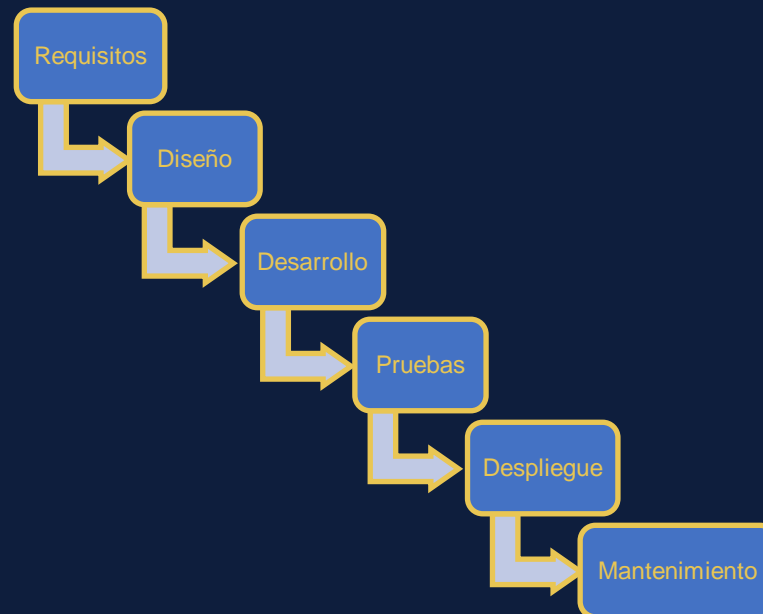 Requisitos
Diseño
Desarrollo
Pruebas
Despliegue
Mantenimiento